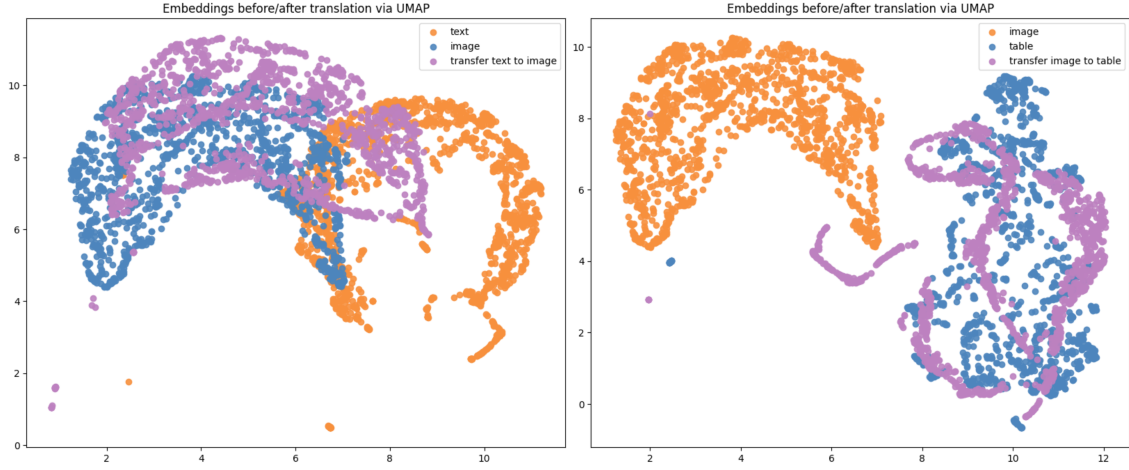 Embeddings before/after translation via UMAP
text
image
transfer text to image
10
8
6
4
2
0
2
4
6
8
10
Embeddings before/after translation via UMAP
image
table
transfer image to table
10
8
6
4
2
0
2
4
6
8
10
12